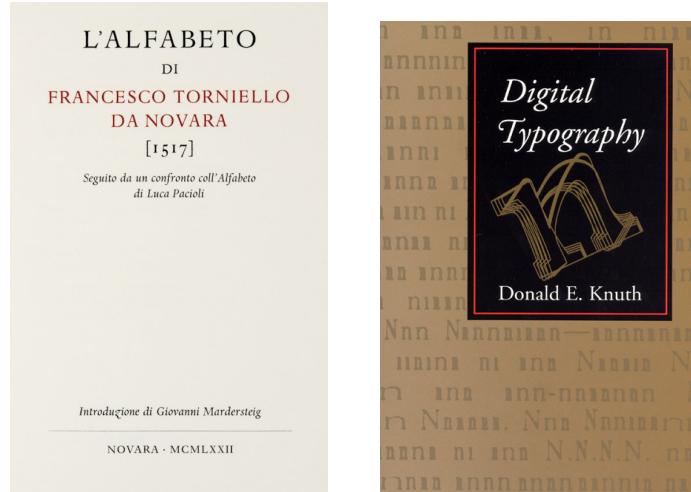 L'ALFABETO
DI
FRANCESCO TORNIELLO
DA NOVARA
[1517]
Seguito da un confronto coll'Alfabeto
di Luca Pacioli
Introduzione di Giovanni Mardersteig
NOVARA · MCMLXXII
Digital
Typography
Donald E. Knuth